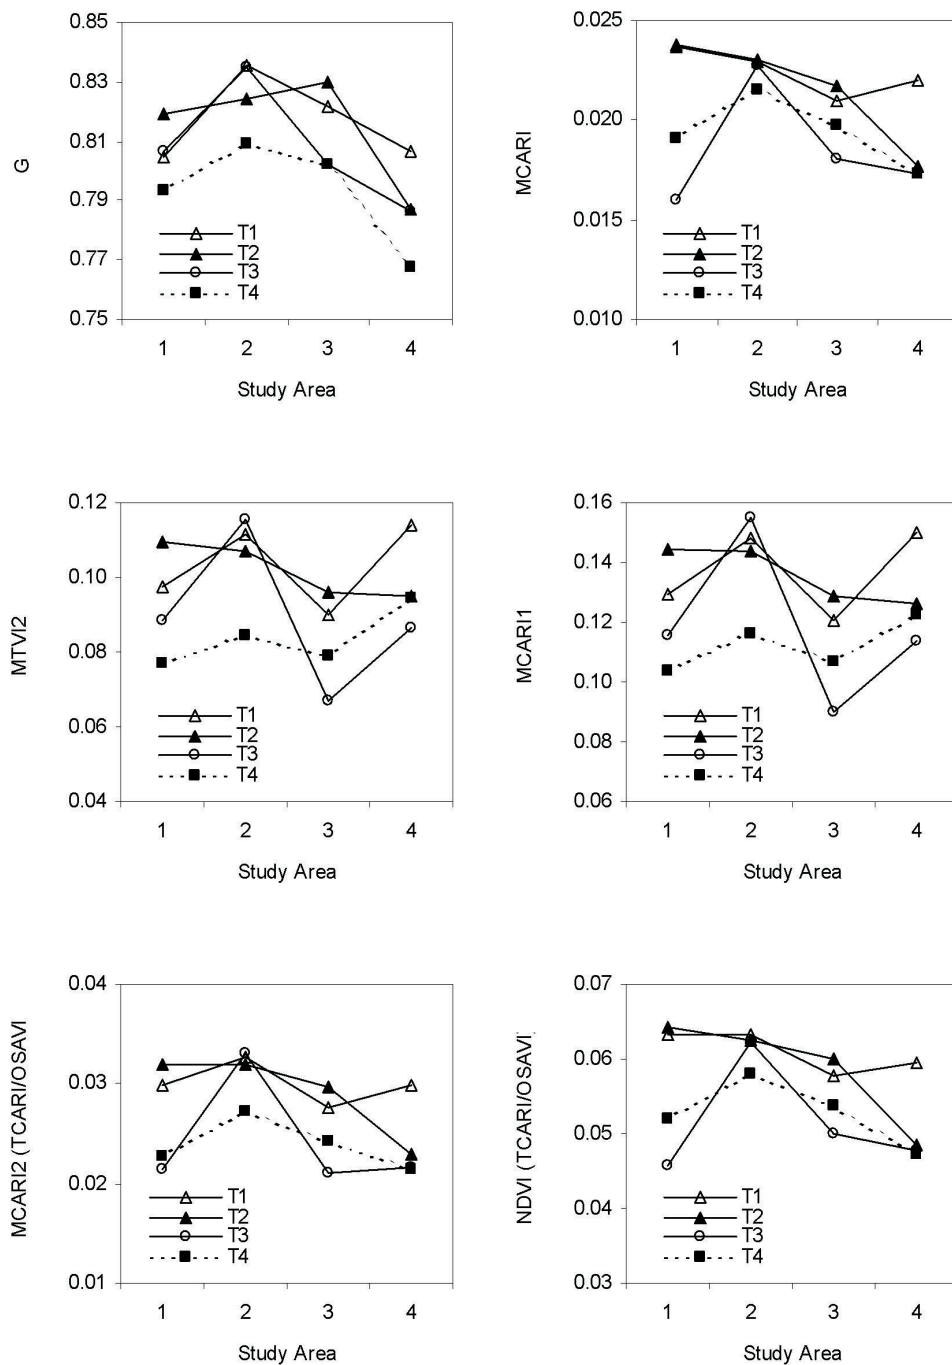 G
0.85
0.83
0.81
0.79
0.77
0.75
T1
T2
T3
T4
1 2 3 4
Study Area
MCARI
0.025
0.020
0.015
0.010
T1
T2
T3
T4
1 2 3 4
Study Area
MTVI2
0.12
0.10
0.08
0.06
0.04
T1
T2
T3
T4
1 2 3 4
Study Area
MCARI1
0.16
0.14
0.12
0.10
0.08
0.06
T1
T2
T3
T4
1 2 3 4
Study Area
MCARI2 (TCARI/OSAVI
0.04
0.03
0.02
0.01
T1
T2
T3
T4
1 2 3 4
Study Area
NDVI (TCARI/OSAVI)
0.07
0.06
0.05
0.04
0.03
T1
T2
T3
T4
1 2 3 4
Study Area